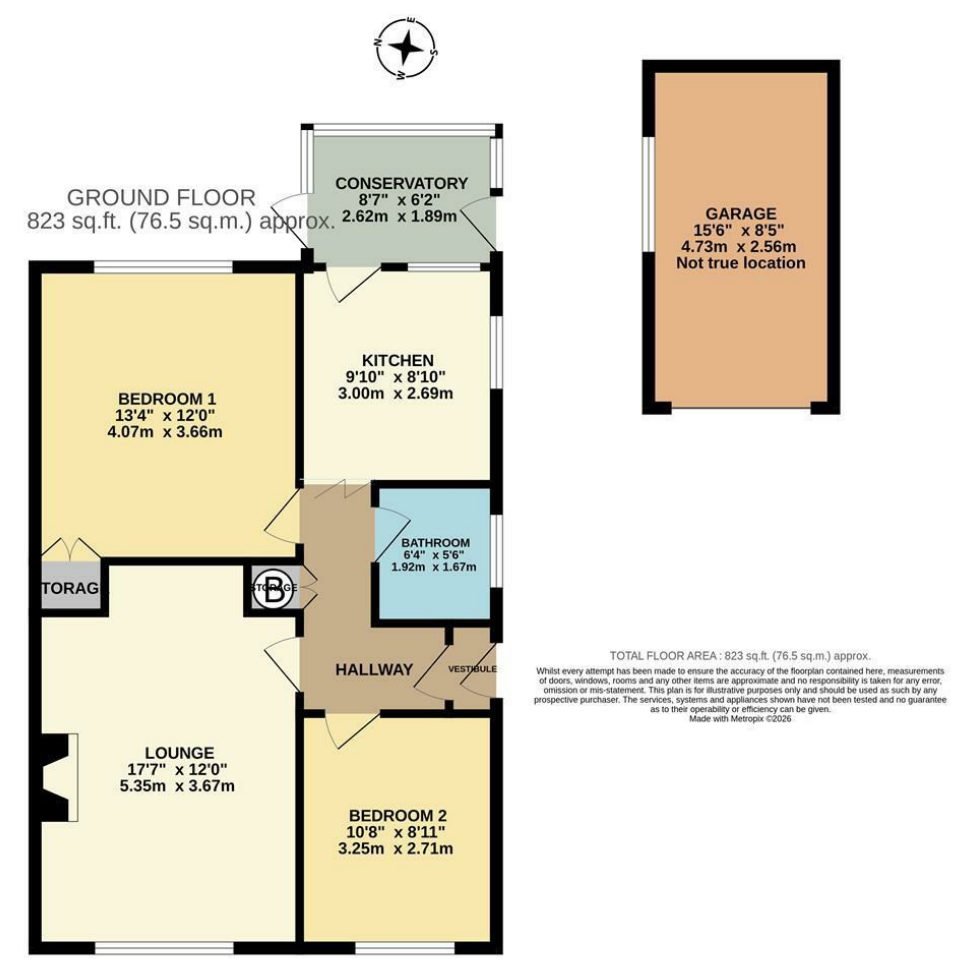 N
E
S
W
GROUND FLOOR
823 sq.ft. (76.5 sq.m.) approx.
CONSERVATORY
8'7" x 6'2"
2.62m x 1.89m
GARAGE
15'6" x 8'5"
4.73m x 2.56m
Not true location
KITCHEN
9'10" x 8'10"
3.00m x 2.69m
BEDROOM 1
13'4" x 12'0"
4.07m x 3.66m
BATHROOM
6'4" x 5'6"
1.92m x 1.67m
TORAG
STORAGE
B
HALLWAY
VESTIBULE
LOUNGE
17'7" x 12'0"
5.35m x 3.67m
BEDROOM 2
10'8" x 8'11"
3.25m x 2.71m
TOTAL FLOOR AREA : 823 sq.ft. (76.5 sq.m.) approx.
Whilst every attempt has been made to ensure the accuracy of the floorplan contained here, measurements
of doors, windows, rooms and any other items are approximate and no responsibility is taken for any error,
omission or mis-statement. This plan is for illustrative purposes only and should be used as such by any
prospective purchaser. The services, systems and appliances shown have not been tested and no guarantee
as to their operability or efficiency can be given.
Made with Metropix ©2026